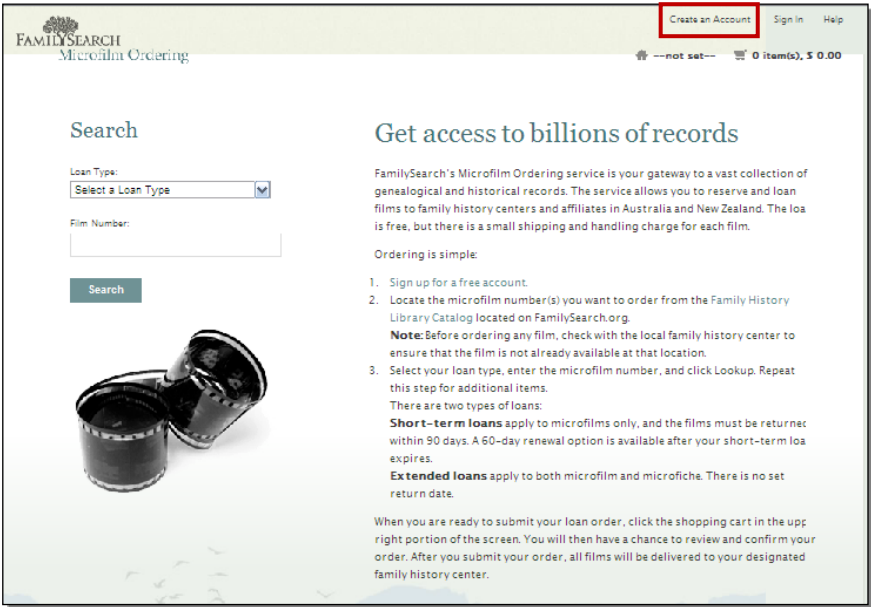 Create an Account Sign In Help
FAMILYSEARCH
Microfilm Ordering
--not set-- 0 item(s), $ 0.00
Search
Loan Type:
Select a Loan Type
Film Number:
Search
Get access to billions of records
FamilySearch's Microfilm Ordering service is your gateway to a vast collection of
genealogical and historical records. The service allows you to reserve and loan
films to family history centers and affiliates in Australia and New Zealand. The loa
is free, but there is a small shipping and handling charge for each film.
Ordering is simple:
1. Sign up for a free account.
2. Locate the microfilm number(s) you want to order from the Family History
Library Catalog located on FamilySearch.org.
Note: Before ordering any film, check with the local family history center to
ensure that the film is not already available at that location.
3. Select your loan type, enter the microfilm number, and click Lookup. Repeat
this step for additional items.
There are two types of loans:
Short-term loans apply to microfilms only, and the films must be returned
within 90 days. A 60-day renewal option is available after your short-term loa
expires.
Extended loans apply to both microfilm and microfiche. There is no set
return date.
When you are ready to submit your loan order, click the shopping cart in the upp
right portion of the screen. You will then have a chance to review and confirm your
order. After you submit your order, all films will be delivered to your designated
family history center.